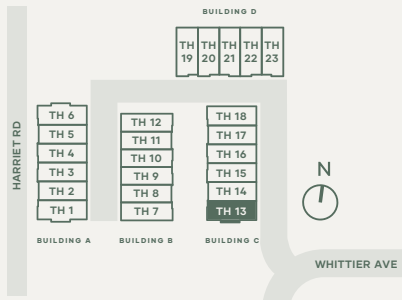 BUILDING D
TH 19
TH 20
TH 21
TH 22
TH 23
HARRIET RD
TH 6
TH 5
TH 4
TH 3
TH 2
TH 1
BUILDING A
TH 12
TH 11
TH 10
TH 9
TH 8
TH 7
BUILDING B
TH 18
TH 17
TH 16
TH 15
TH 14
TH 13
BUILDING C
N
WHITTIER AVE